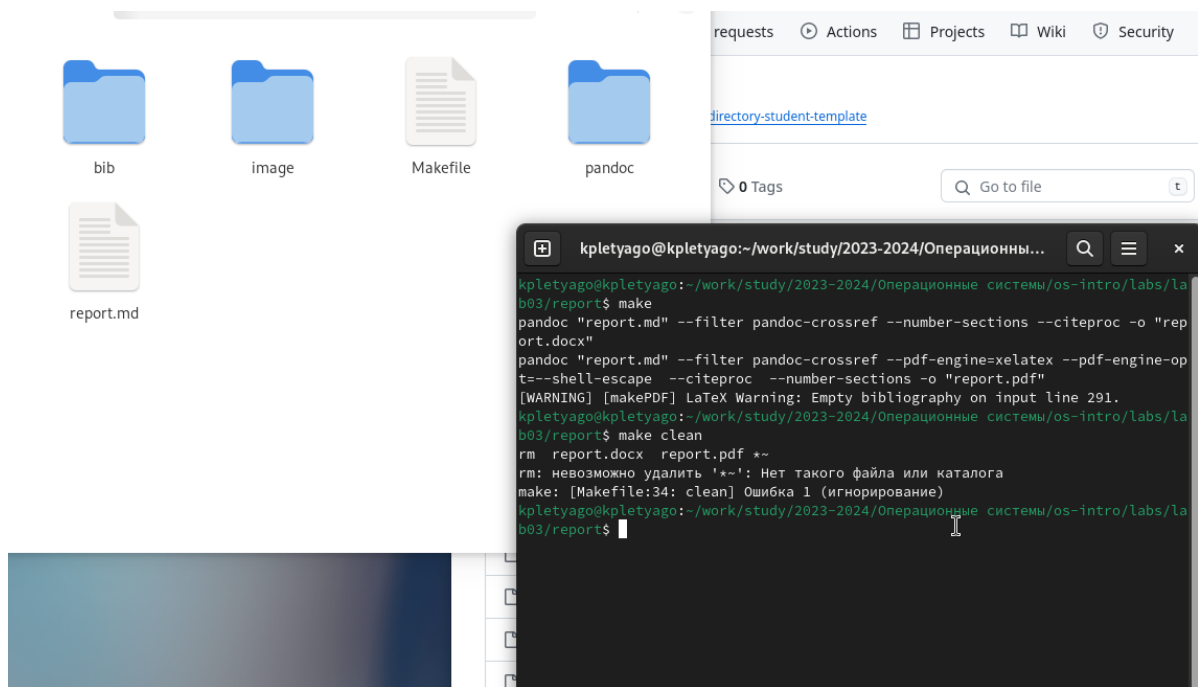 bib
image
Makefile
pandoc
report.md
requests
Actions
Projects
Wiki
Security
directory-student-template
0 Tags
Go to file
t
kpletyago@kpletyago:~/work/study/2023-2024/Операционны...
kpletyago@kpletyago:~/work/study/2023-2024/Операционные системы/os-intro/labs/la
b03/report$ make
pandoc "report.md" --filter pandoc-crossref --number-sections --citeproc -o "rep
ort.docx"
pandoc "report.md" --filter pandoc-crossref --pdf-engine=xelatex --pdf-engine-op
t=--shell-escape  --citeproc  --number-sections -o "report.pdf"
[WARNING] [makePDF] LaTeX Warning: Empty bibliography on input line 291.
kpletyago@kpletyago:~/work/study/2023-2024/Операционные системы/os-intro/labs/la
b03/report$ make clean
rm  report.docx  report.pdf *~
rm: невозможно удалить '*~': Нет такого файла или каталога
make: [Makefile:34: clean] Ошибка 1 (игнорирование)
kpletyago@kpletyago:~/work/study/2023-2024/Операционные системы/os-intro/labs/la
b03/report$